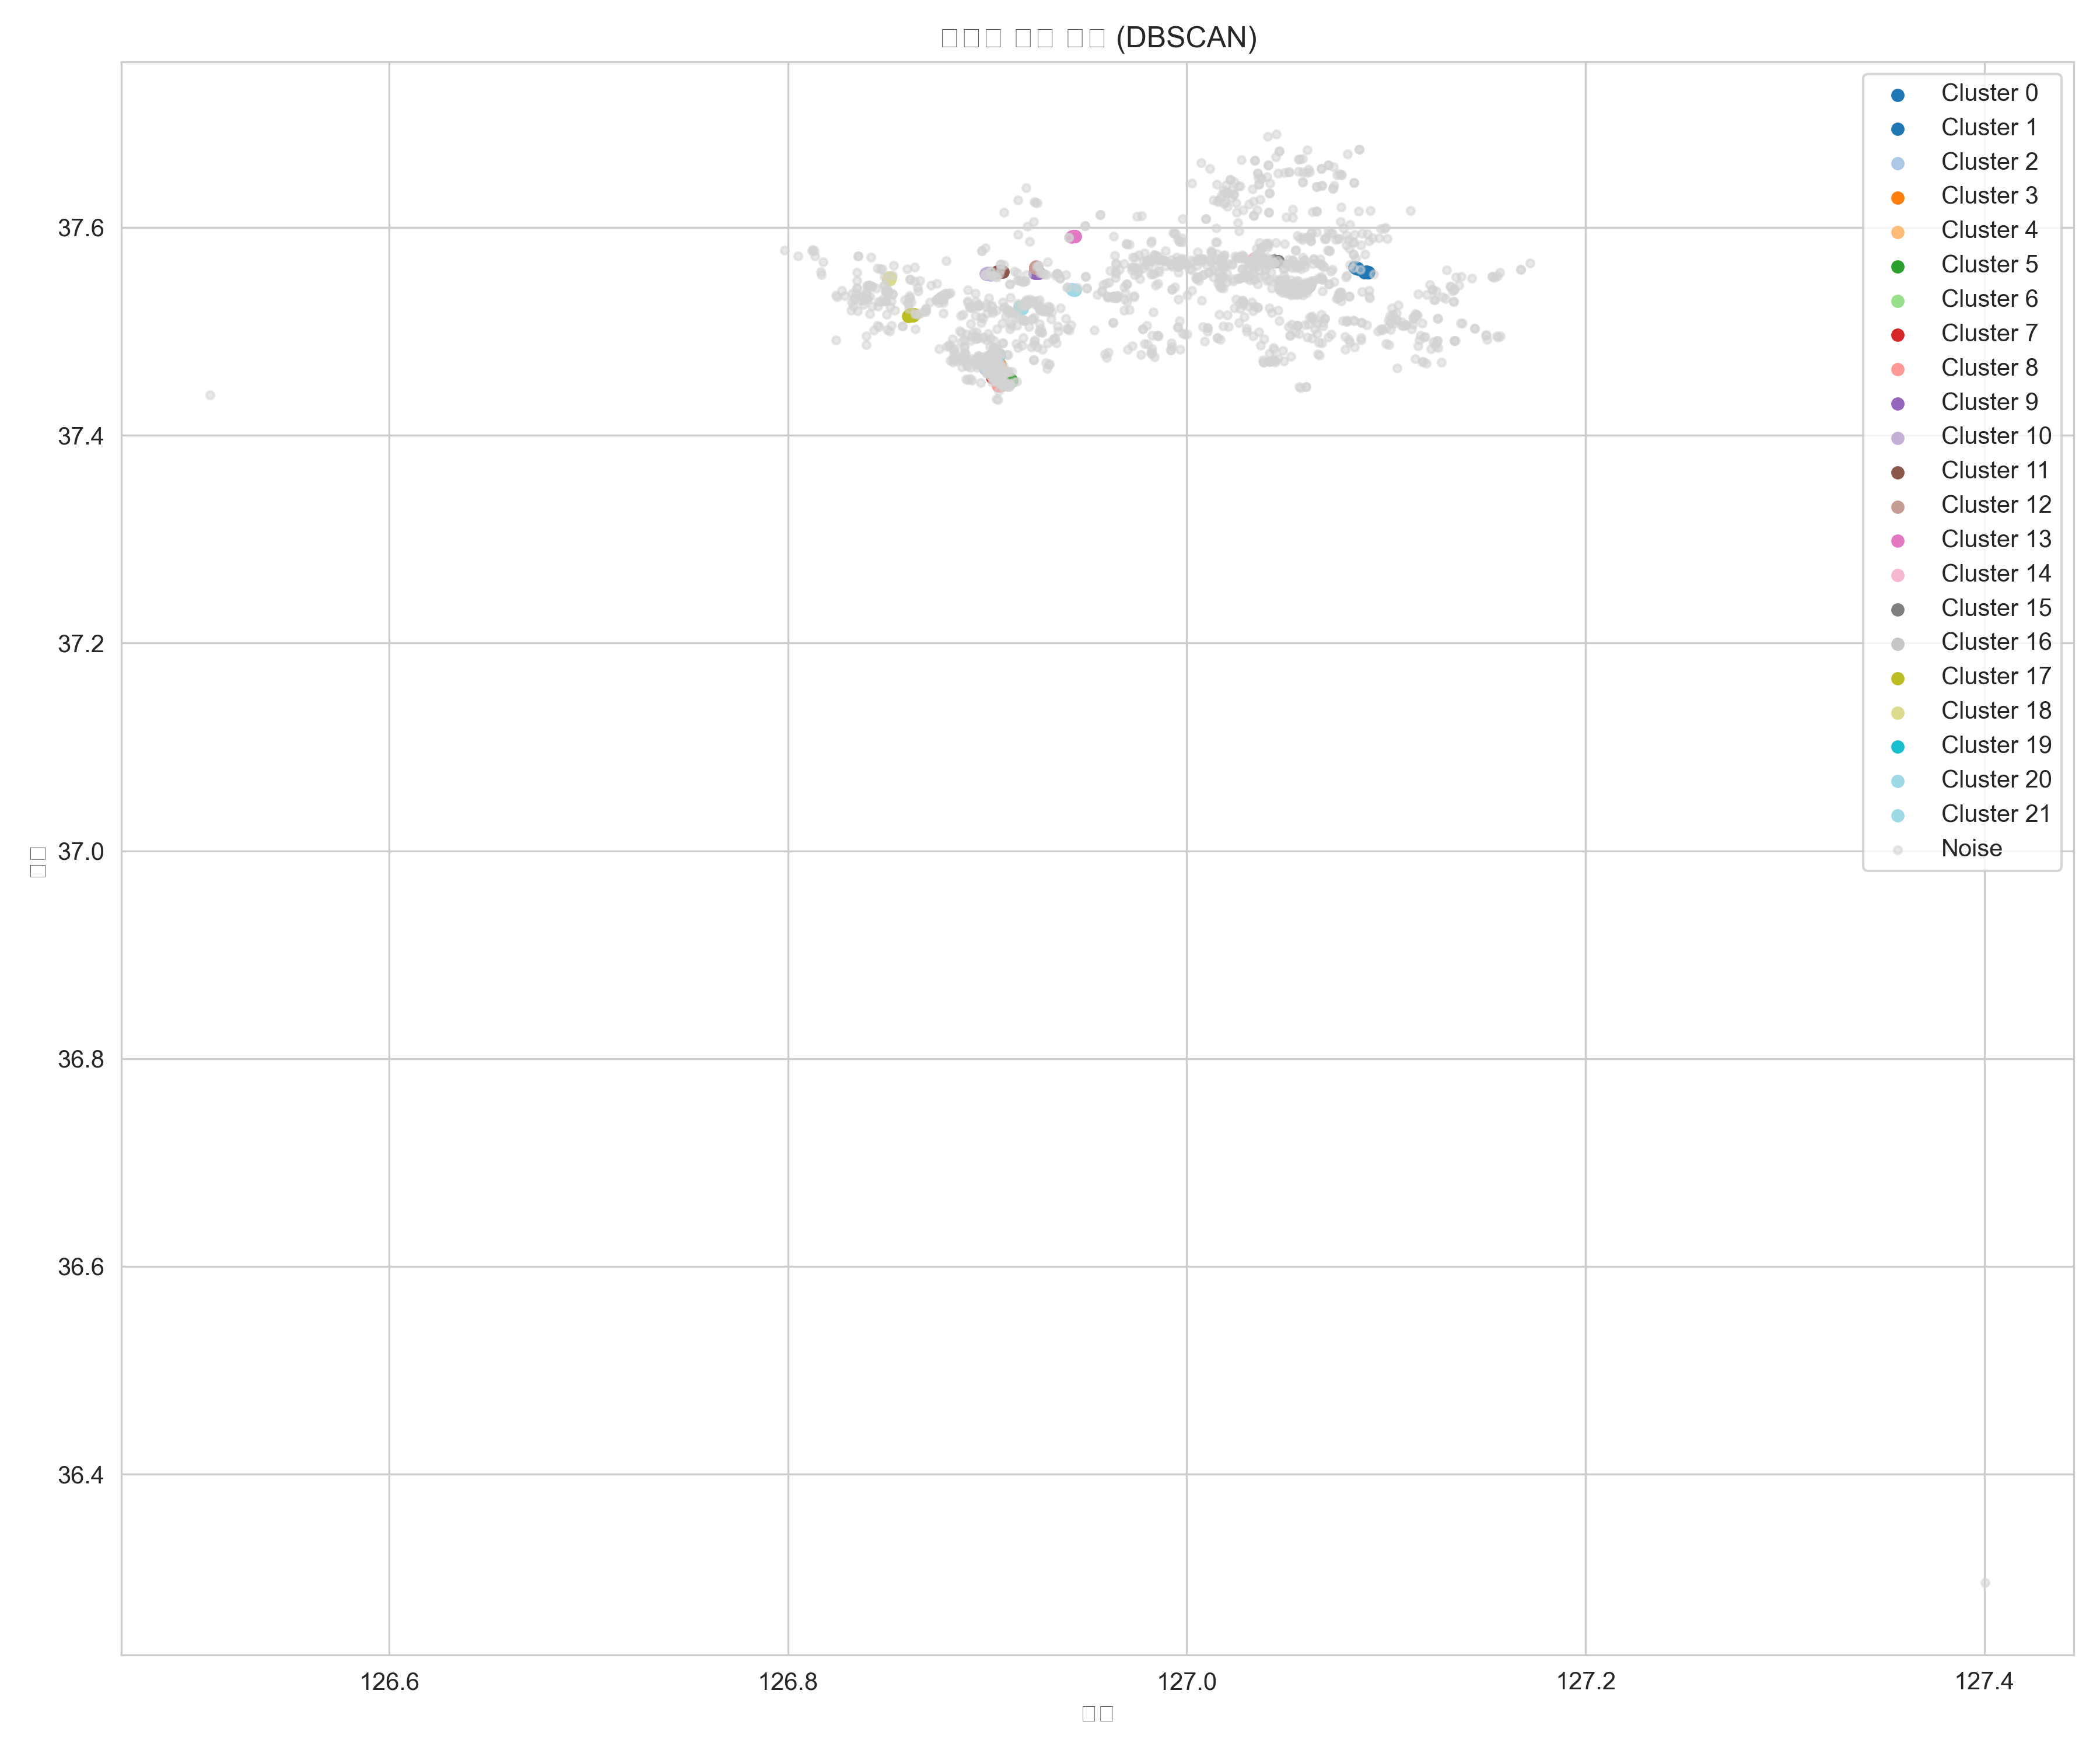 (DBSCAN)
Cluster 0
Cluster 1
Cluster 2
Cluster 3
Cluster 4
Cluster 5
Cluster 6
Cluster 7
Cluster 8
Cluster 9
Cluster 10
Cluster 11
Cluster 12
Cluster 13
Cluster 14
Cluster 15
Cluster 16
Cluster 17
Cluster 18
Cluster 19
Cluster 20
Cluster 21
Noise
37.6
37.4
37.2
37.0
36.8
36.6
36.4
126.6
126.8
127.0
127.2
127.4